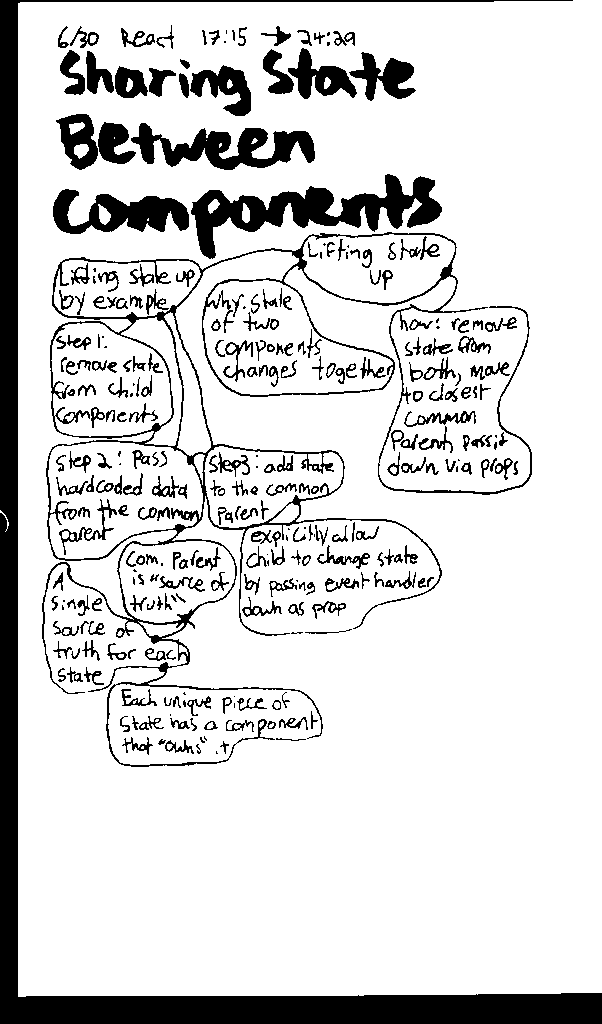 6/30 React 17:15 → 24:29
Sharing State
Between
Components
Lifting State
up
Lifting state up
by example
Why: State
of two
components
changes together
how: remove
state from
both, move
to closest
common
Parent, pass it
down via props
Step 1:
remove state
from child
components
Step 2: Pass
hardcoded data
from the common
parent
Step3: add state
to the common
Parent
explicitly allow
child to change state
by passing event handler
down as prop
Com. Parent
is "source of
truth"
A
single
source of
truth for each
state
Each unique piece of
State has a component
that "owns" it